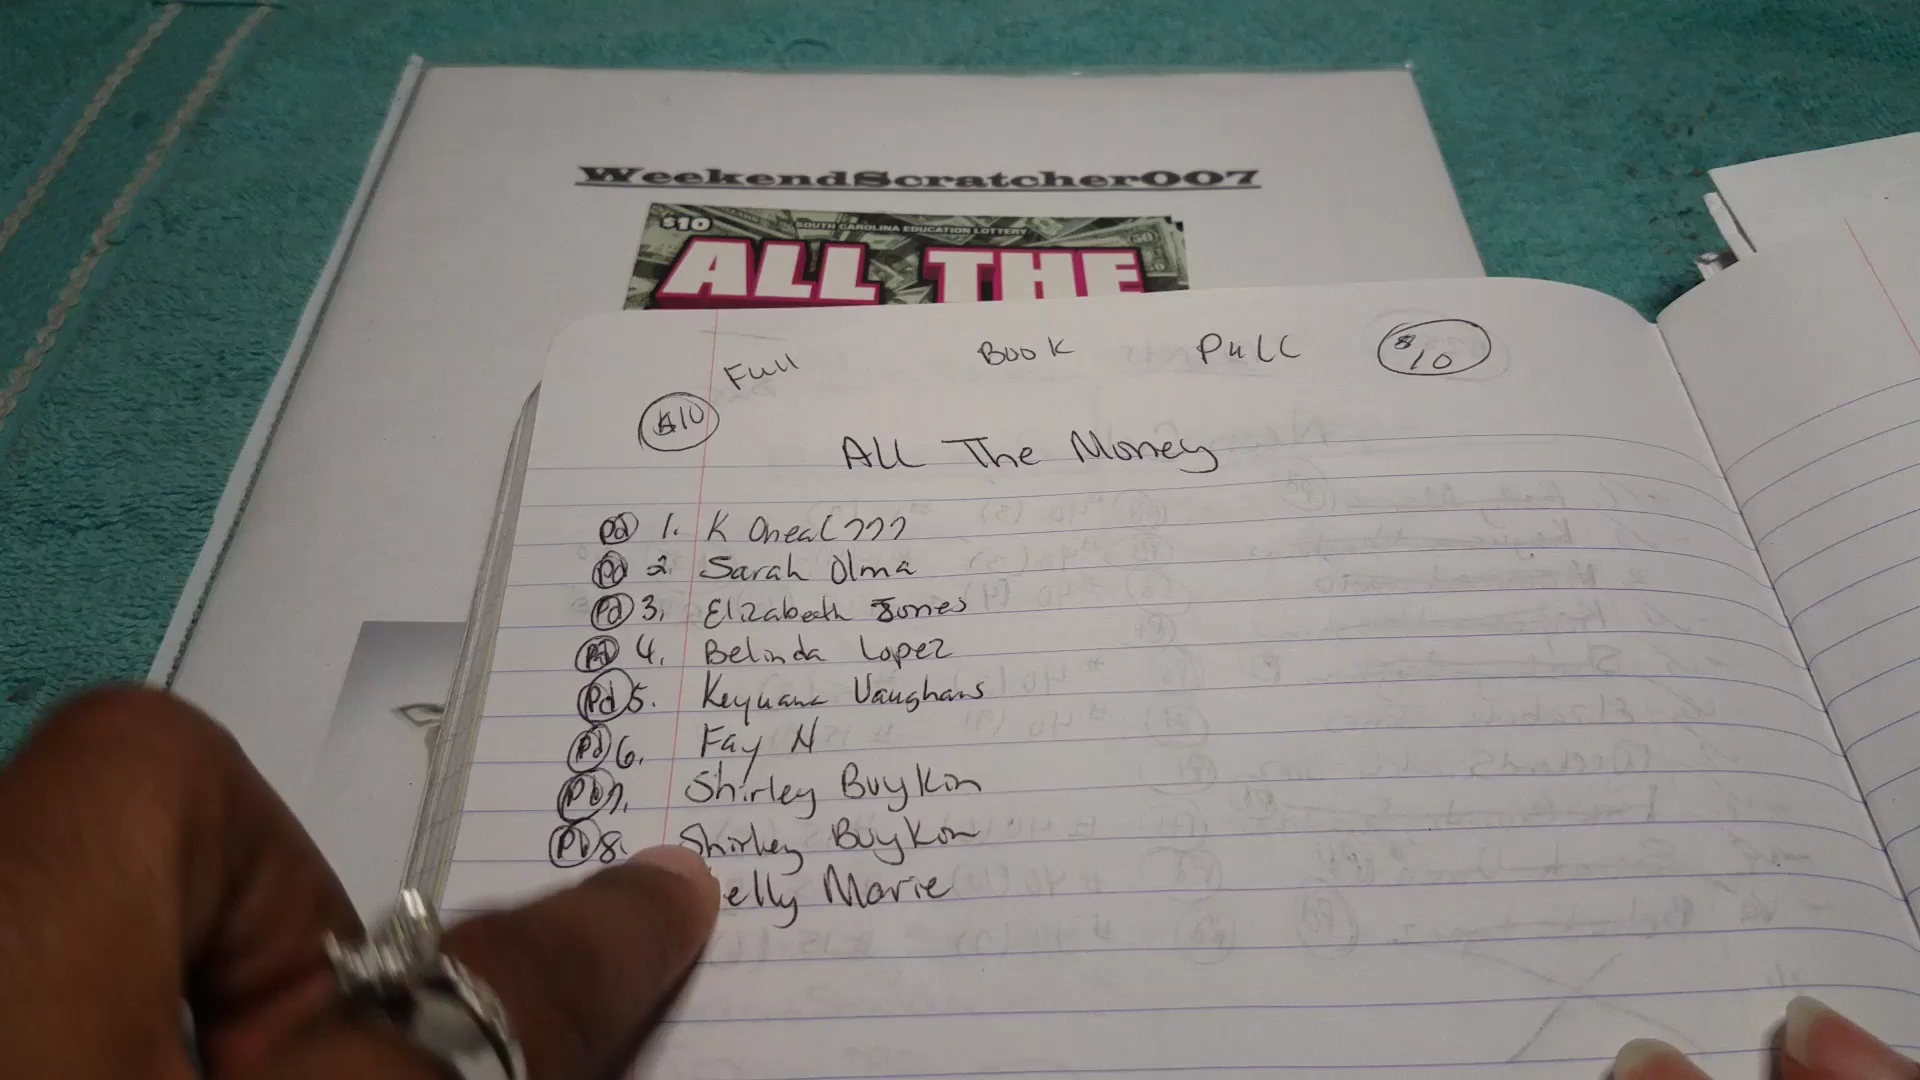 WeekendScratcher007
$10 SOUTH CAROLINA EDUCATION LOTTERY
ALL THE
Full Book Pull $10
$10
All The Money
Pd 1. K Oneal777
Pd 2. Sarah Olma
Pd 3. Elizabeth Jones
Pd 4. Belinda Lopez
Pd 5. Keyuana Vaughans
Pd 6. Fay N
Pd 7. Shirley Buykin
Pd 8. Shirley Buykin
elly Marie